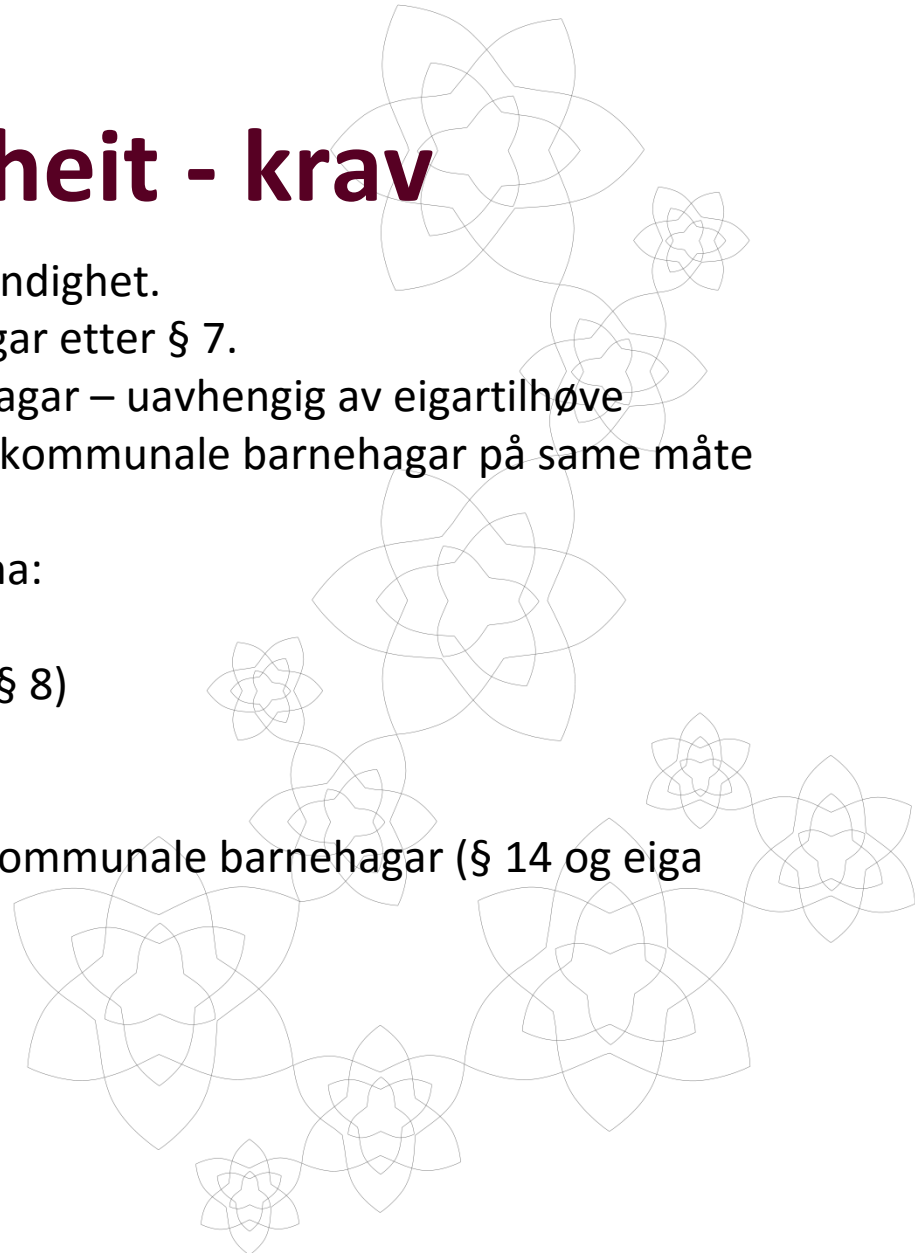 heit - krav
ndighet.
gar etter § 7.
agar – uavhengig av eigartilhøve
kommunale barnehagar på same måte
na:
§ 8)
ommunale barnehagar (§ 14 og eiga